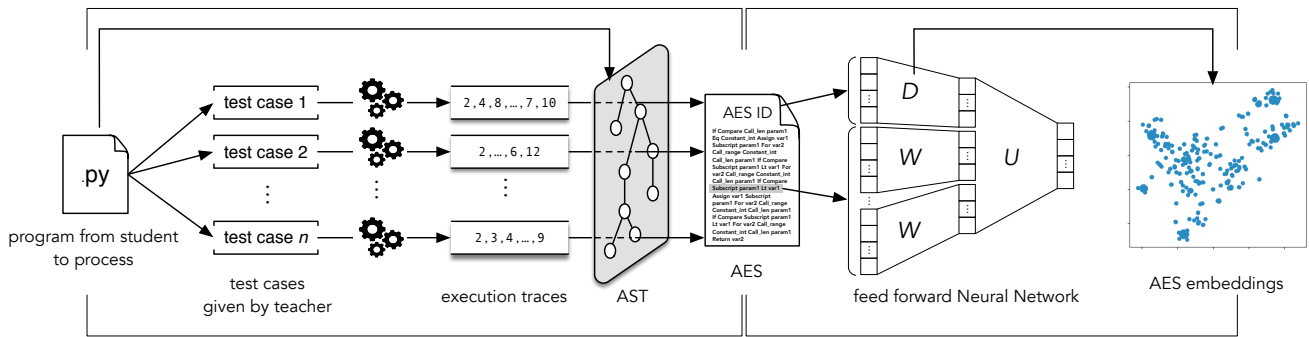 .py
program from student
to process
test case 1
test case 2
⋮
test case n
test cases
given by teacher
2,4,8,…,7,10
2,…,6,12
⋮
2,3,4,…,9
execution traces
AST
AES ID
If Compare Call_len param1
Eq Constant_int Assign var1
Subscript param1 For var2
Call_range Constant_int
Call_len param1 If Compare
Subscript param1 Lt var1 For
var2 Call_range Constant_int
Call_len param1 If Compare
Subscript param1 Lt var1
Assign var1 Subscript
param1 For var2 Call_range
Constant_int Call_len param1
If Compare Subscript param1
Lt var1 For var2 Call_range
Constant_int Call_len param1
Return var2
AES
D
W
W
U
feed forward Neural Network
AES embeddings